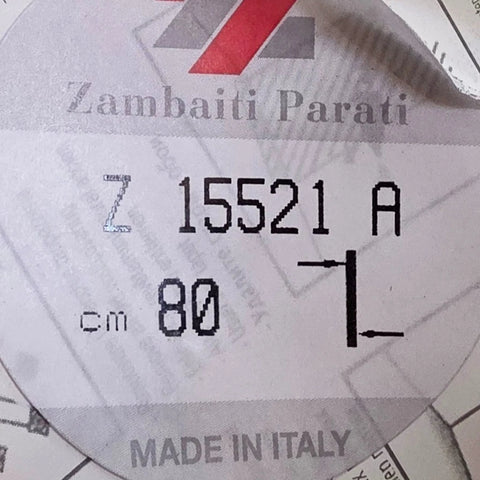 Zambaiti Parati
Z 15521 A
cm 80
MADE IN ITALY